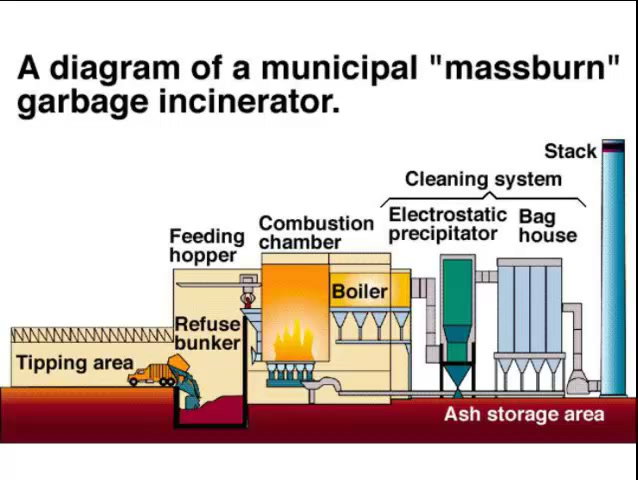 A diagram of a municipal "massburn"
garbage incinerator.
Stack
Cleaning system
Electrostatic
precipitator
Bag
house
Combustion
chamber
Feeding
hopper
Boiler
Refuse
bunker
Tipping area
Ash storage area